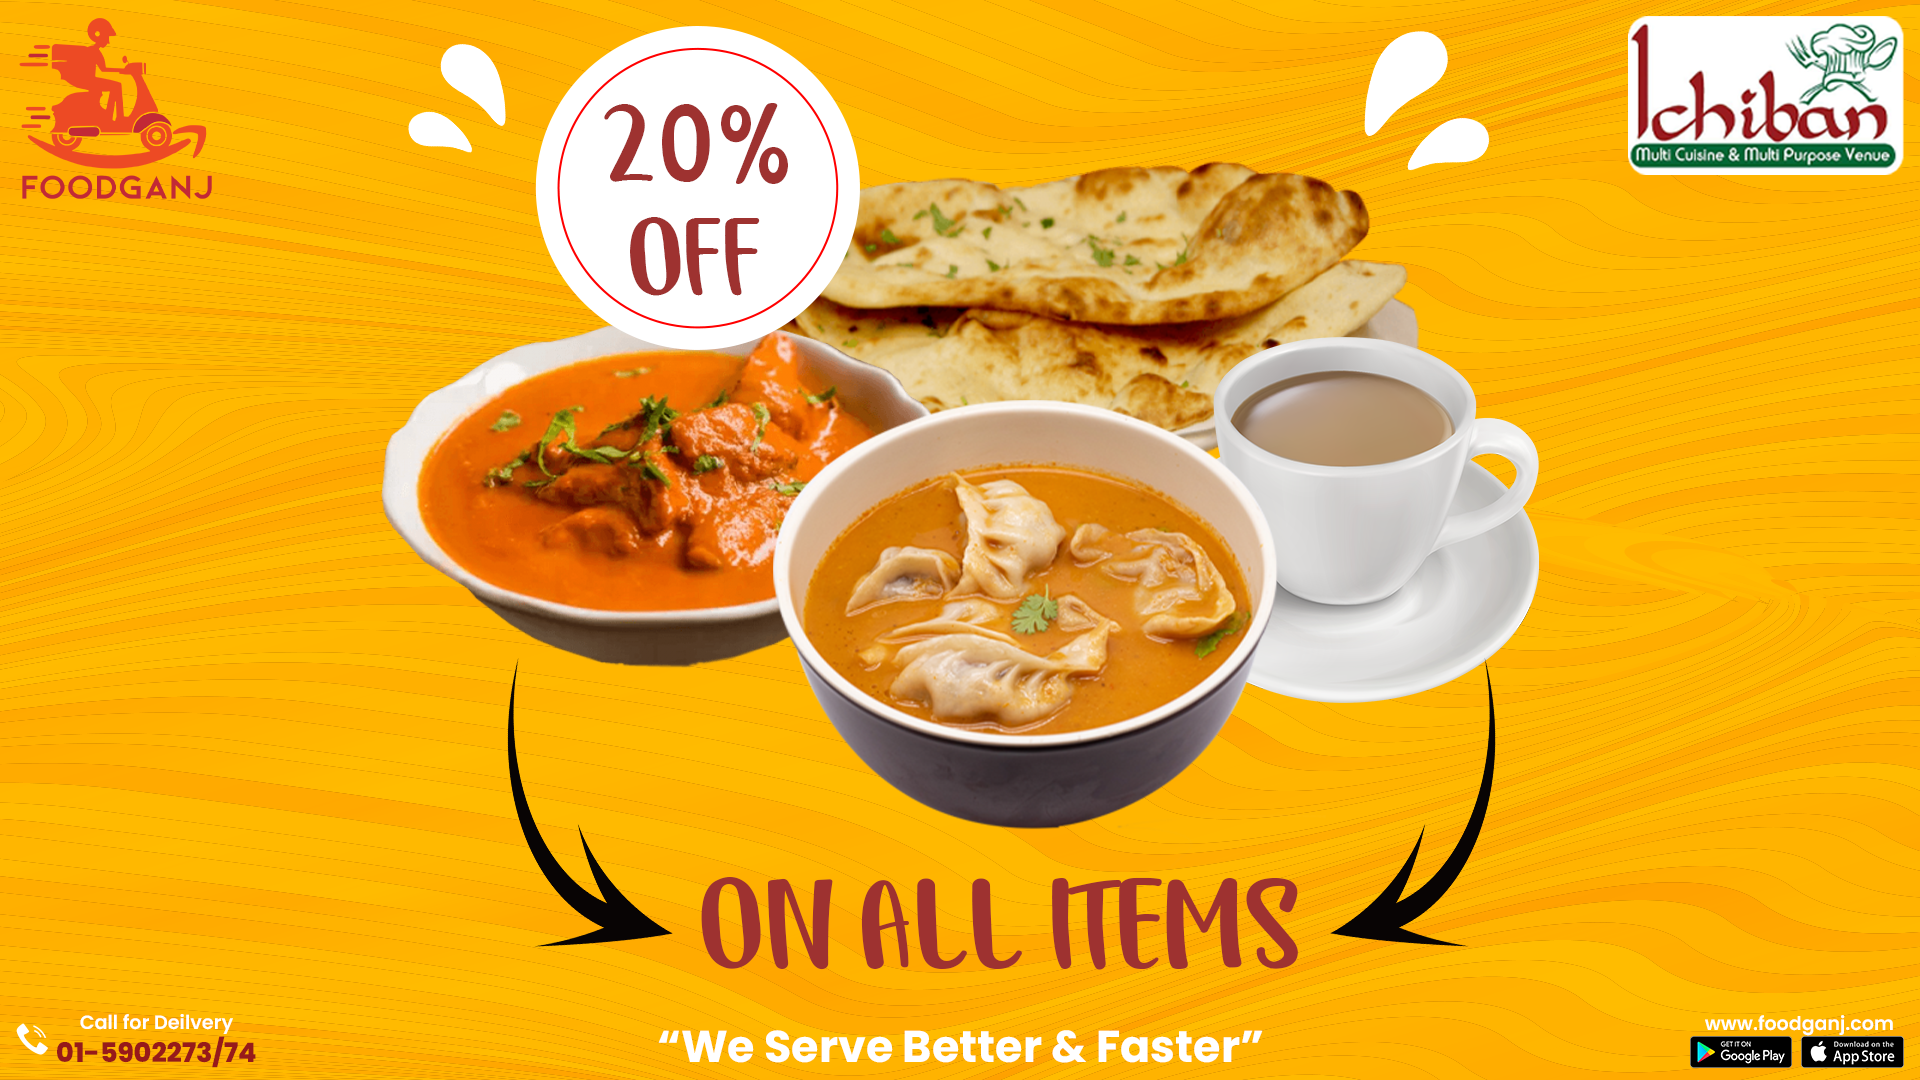 FOODGANJ
20%
OFF
Ichiban
Multi Cuisine & Multi Purpose Venue
ON ALL ITEMS
Call for Deilvery
01-5902273/74
“We Serve Better & Faster”
www.foodganj.com
GET IT ON
Google Play
Download on the
App Store